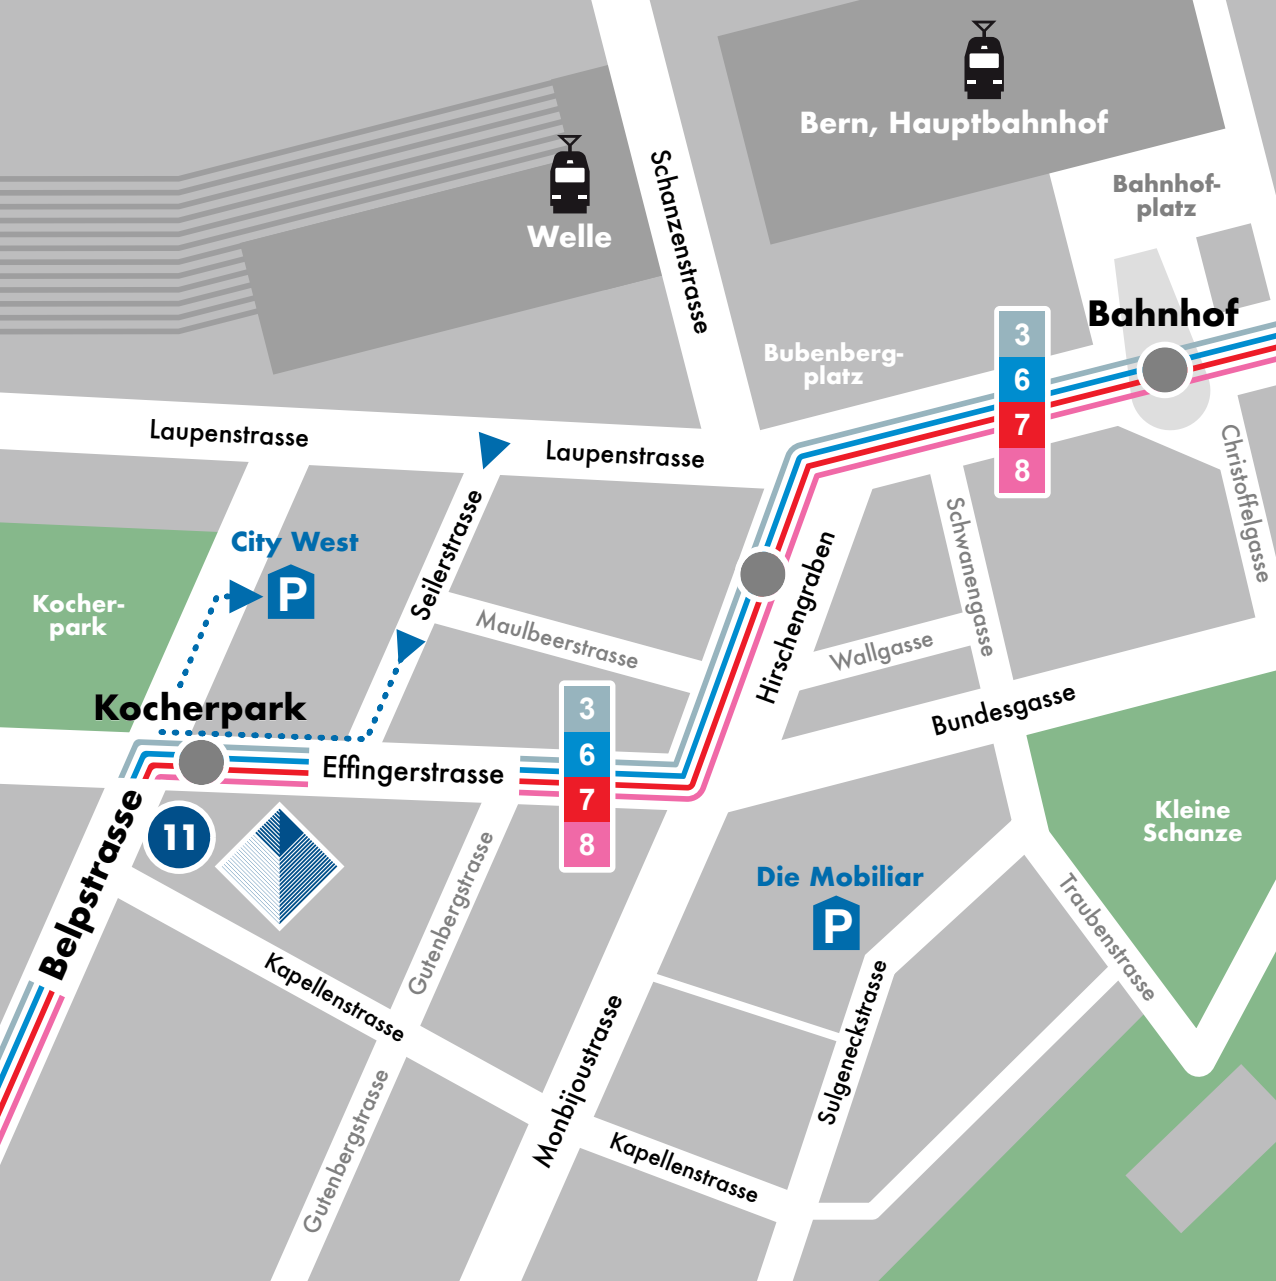 Bern, Hauptbahnhof
Welle
Schanzenstrasse
Bahnhof-
platz
Bahnhof
Bubenberg-
platz
3
6
7
8
Laupenstrasse
Laupenstrasse
Christoffelgasse
Schwanengasse
Seilerstrasse
City West
P
Kocher-
park
Hirschengraben
Maulbeerstrasse
Wallgasse
Bundesgasse
Kocherpark
3
6
7
8
Effingerstrasse
Kleine
Schanze
Belpstrasse
11
Gutenbergstrasse
Die Mobiliar
P
Traubenstrasse
Kapellenstrasse
Sulgeneckstrasse
Monbijoustrasse
Gutenbergstrasse
Kapellenstrasse